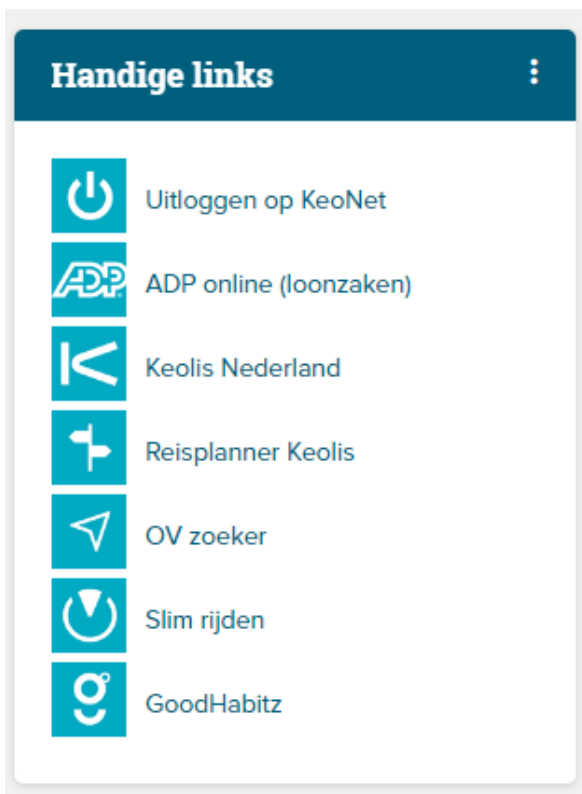 Handige links
Uitloggen op KeoNet
ADP
ADP online (loonzaken)
Keolis Nederland
Reisplanner Keolis
OV zoeker
Slim rijden
g
GoodHabitz